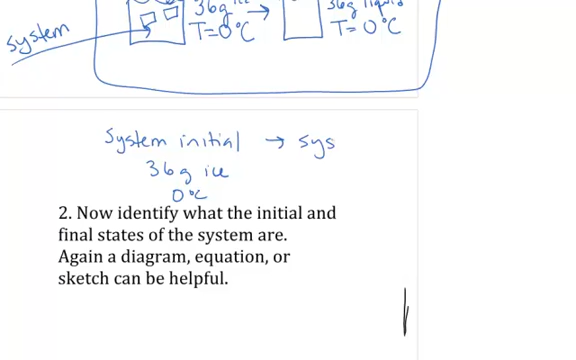 36g ice → 36g liquid
T=0°C T=0°C
system
System initial → sys
36g ice
0°C
2. Now identify what the initial and
final states of the system are.
Again a diagram, equation, or
sketch can be helpful.